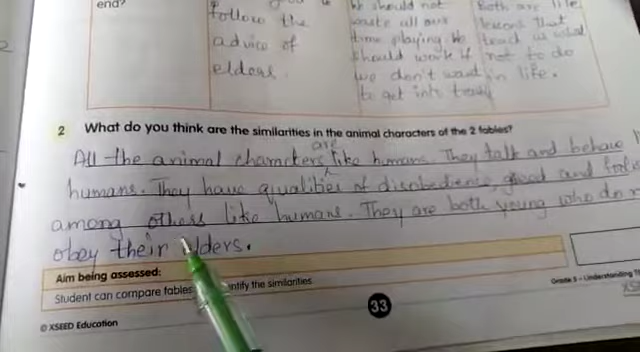 end?
follow the
advice of
elders.
We should not
waste all our
time playing. We
should work if
we don't want
to get into
Both are
lessons that
teach us what
not to do
in life.
2 What do you think are the similarities in the animal characters of the 2 fables?
are
All the animal characters like humans. They talk and behave
humans. They have qualities of disobedience, greed and
among others like humans. They are both young who do
obey their elders.
Aim being assessed:
Student can compare fables identify the similarities
Grade 5 – Understanding
33
© XSEED Education